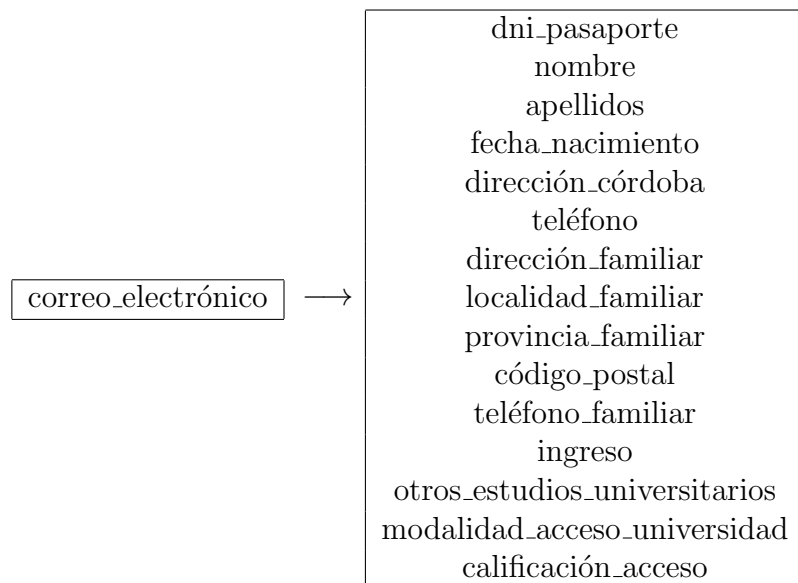 correo_electrónico ⟶
dni_pasaporte
nombre
apellidos
fecha_nacimiento
dirección_córdoba
teléfono
dirección_familiar
localidad_familiar
provincia_familiar
código_postal
teléfono_familiar
ingreso
otros_estudios_universitarios
modalidad_acceso_universidad
calificación_acceso